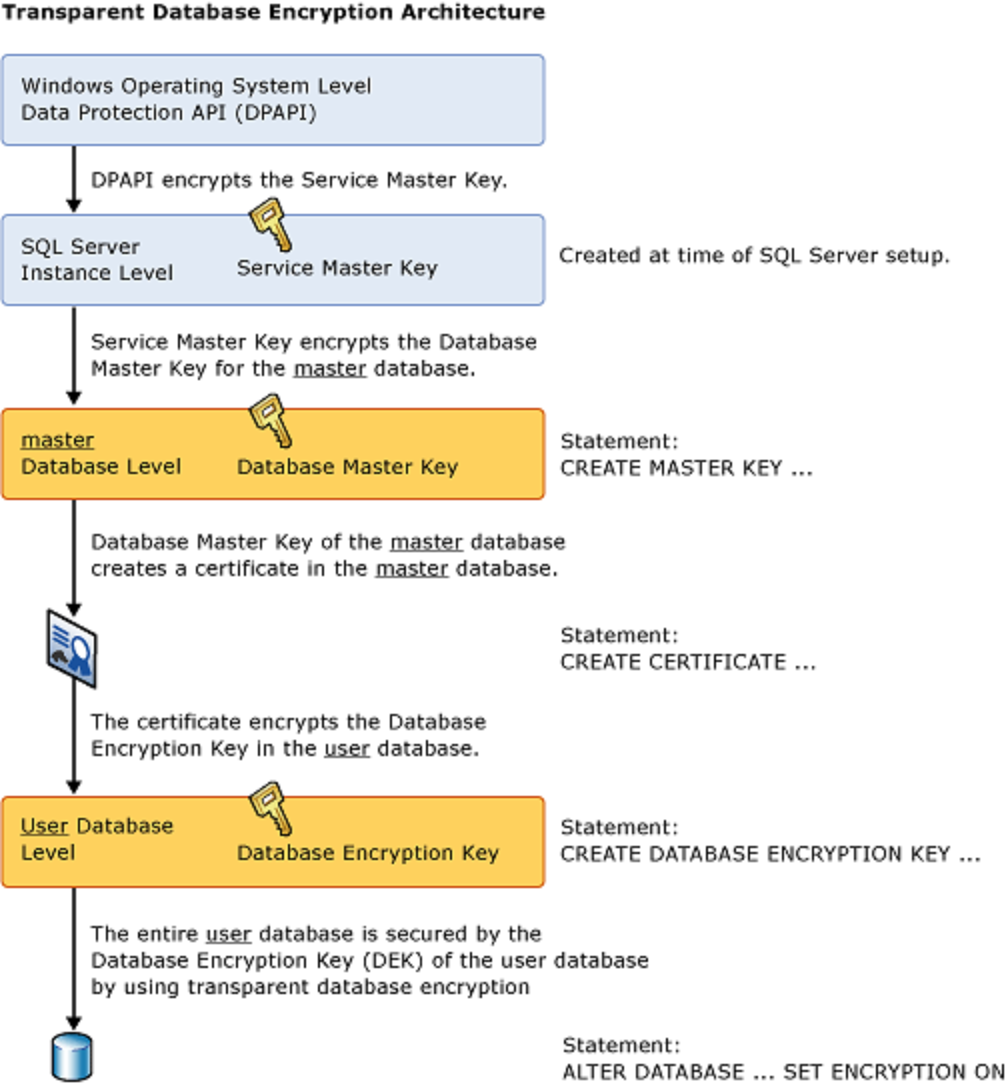 Transparent Database Encryption Architecture
Windows Operating System Level
Data Protection API (DPAPI)
DPAPI encrypts the Service Master Key.
SQL Server
Instance Level
Service Master Key
Created at time of SQL Server setup.
Service Master Key encrypts the Database
Master Key for the master database.
master
Database Level
Database Master Key
Statement:
CREATE MASTER KEY ...
Database Master Key of the master database
creates a certificate in the master database.
Statement:
CREATE CERTIFICATE ...
The certificate encrypts the Database
Encryption Key in the user database.
User Database
Level
Database Encryption Key
Statement:
CREATE DATABASE ENCRYPTION KEY ...
The entire user database is secured by the
Database Encryption Key (DEK) of the user database
by using transparent database encryption
Statement:
ALTER DATABASE ... SET ENCRYPTION ON